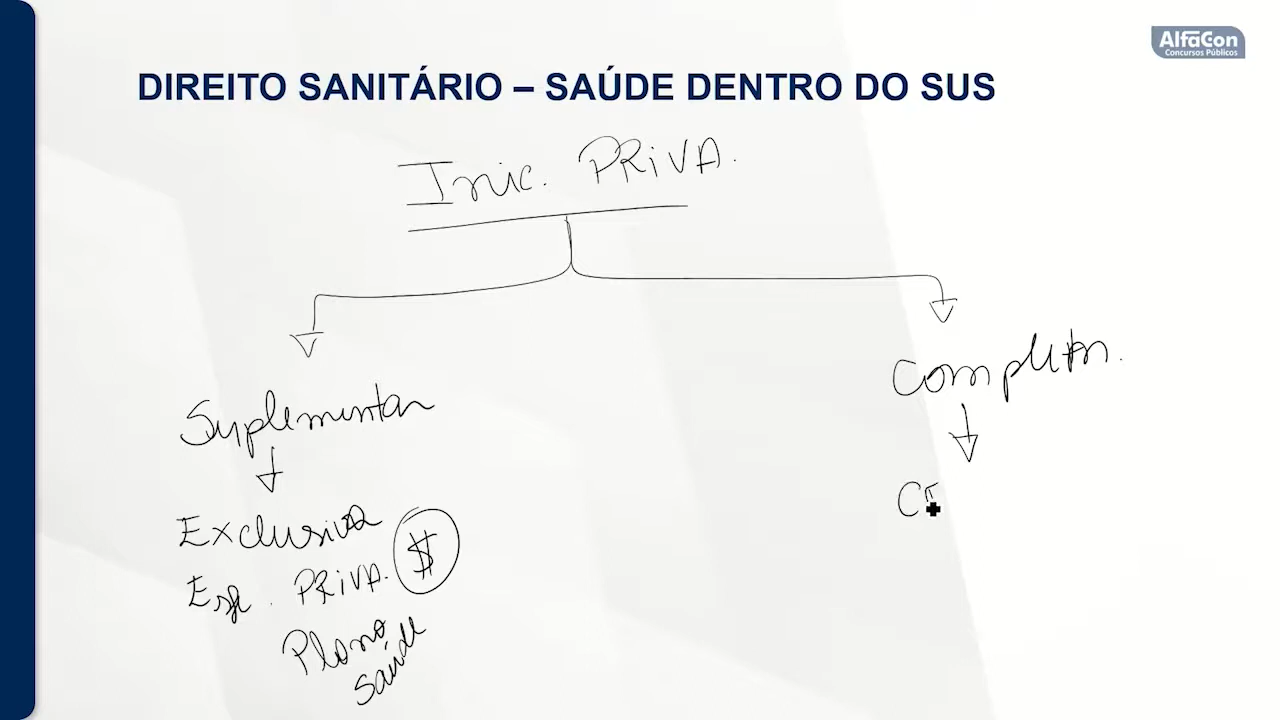 AlfaCon
Concursos Públicos
DIREITO SANITÁRIO – SAÚDE DENTRO DO SUS
Inic. PRIVA.
Suplementar
Complem.
Exclusiva
Esf. PRIVA. $
Plano
saúde